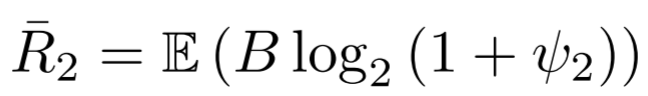 R̄₂ = 𝔼 (B log₂ (1 + ψ₂))